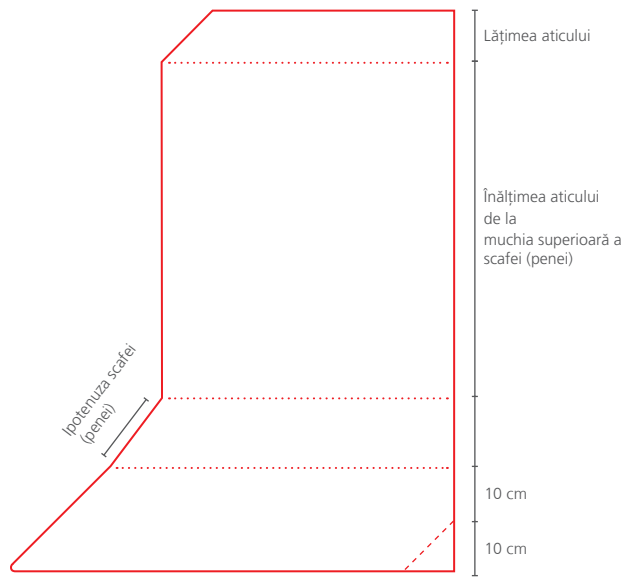 Lățimea aticului
Înălțimea aticului
de la
muchia superioară a
scafei (penei)
Ipotenuza scafei
(penei)
10 cm
10 cm